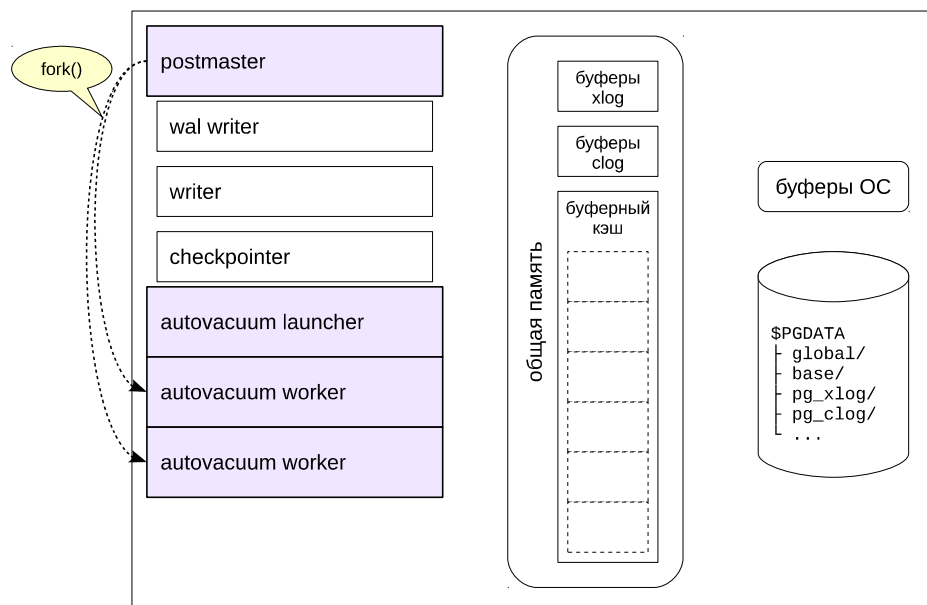 fork()
postmaster
wal writer
writer
checkpointer
autovacuum launcher
autovacuum worker
autovacuum worker
общая память
буферы
xlog
буферы
clog
буферный
кэш
буферы ОС
$PGDATA
├ global/
├ base/
├ pg_xlog/
├ pg_clog/
└ ...